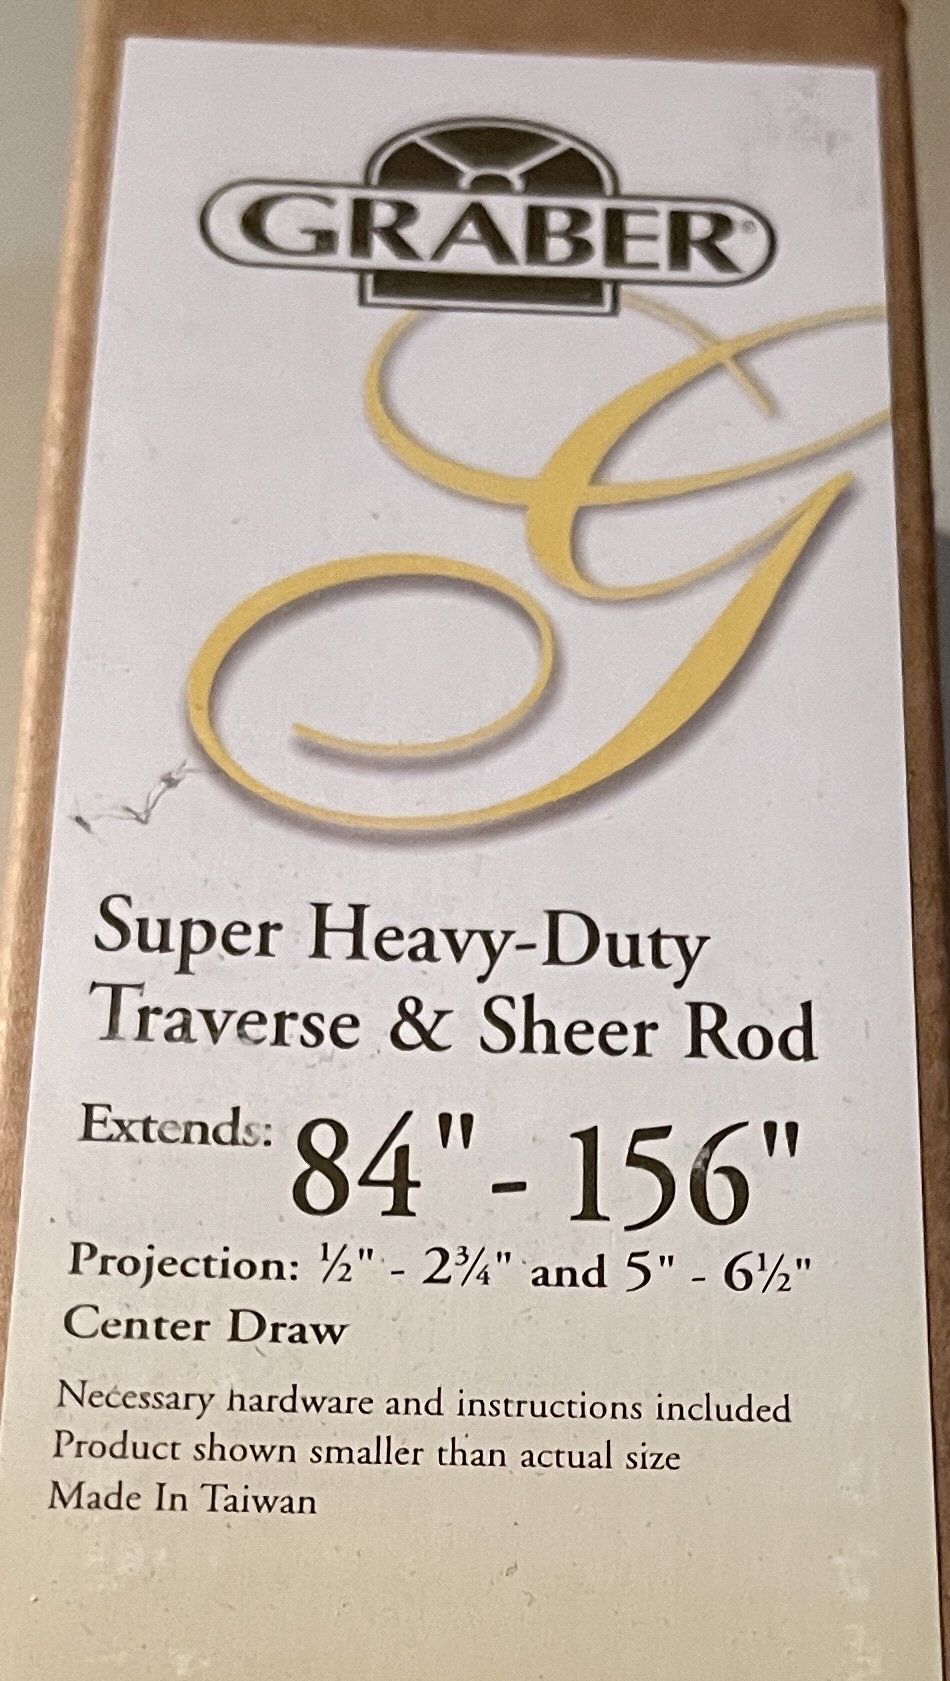 GRABER®
G
Super Heavy-Duty
Traverse & Sheer Rod
Extends: 84" - 156"
Projection: ½" - 2¾" and 5" - 6½"
Center Draw
Necessary hardware and instructions included
Product shown smaller than actual size
Made In Taiwan